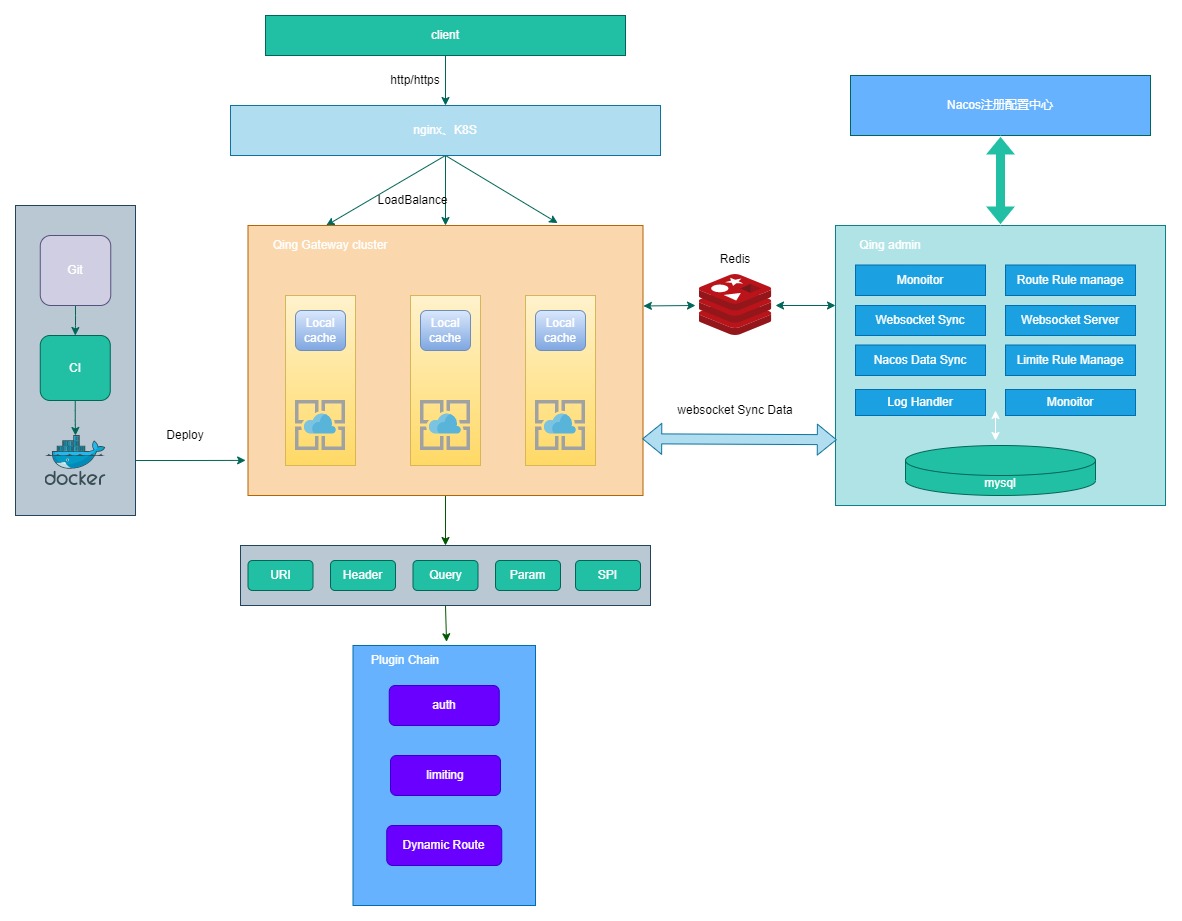 client
http/https
nginx、K8S
LoadBalance
Nacos注册配置中心
Git
CI
docker
Deploy
Qing Gateway cluster
Local
cache
Local
cache
Local
cache
Redis
websocket Sync Data
Qing admin
Monoitor
Route Rule manage
Websocket Sync
Websocket Server
Nacos Data Sync
Limite Rule Manage
Log Handler
Monoitor
mysql
URI
Header
Query
Param
SPI
Plugin Chain
auth
limiting
Dynamic Route